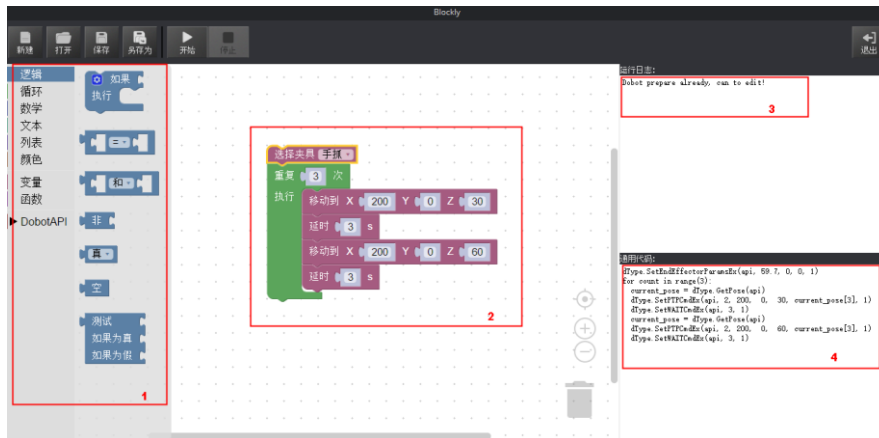 Blockly
新建 打开 保存 另存为 开始 停止 退出
逻辑
循环
数学
文本
列表
颜色
变量
函数
DobotAPI
如果
执行
=
和
非
真
空
测试
如果为真
如果为假
1
选择夹具 手抓
重复 3 次
执行 移动到 X 200 Y 0 Z 30
延时 3 s
移动到 X 200 Y 0 Z 60
延时 3 s
2
运行日志:
Dobot prepare already, can to edit!
3
通用代码:
dType.SetEndEffectorParamsEx(api, 59.7, 0, 0, 1)
for count in range(3):
current_pose = dType.GetPose(api)
dType.SetPTPCmdEx(api, 2, 200, 0, 30, current_pose[3], 1)
dType.SetWAITCmdEx(api, 3, 1)
current_pose = dType.GetPose(api)
dType.SetPTPCmdEx(api, 2, 200, 0, 60, current_pose[3], 1)
dType.SetWAITCmdEx(api, 3, 1)
4